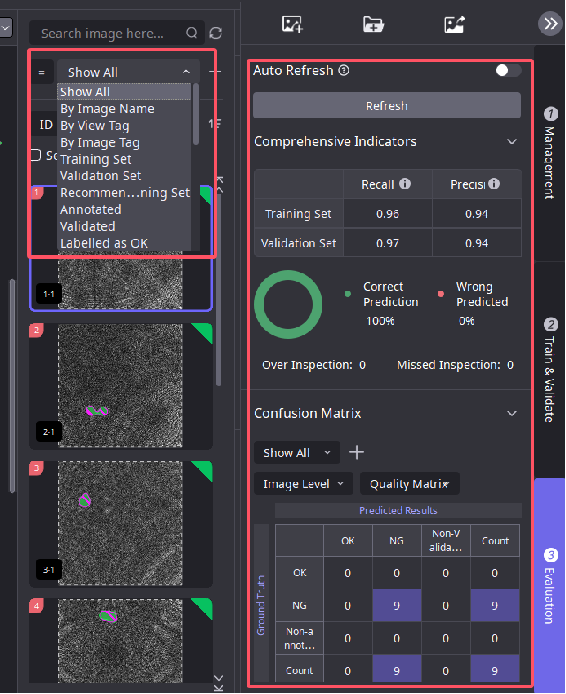 Search image here...
= Show All
Show All
By Image Name
By View Tag
By Image Tag
Training Set
Validation Set
Recommen...ning Set
Annotated
Validated
Labelled as OK
ID
1
1-1
2
2-1
3
3-1
4
Auto Refresh
Refresh
Comprehensive Indicators
Recall Precisi
Training Set 0.96 0.94
Validation Set 0.97 0.94
Correct Prediction
100%
Wrong Predicted
0%
Over Inspection: 0 Missed Inspection: 0
Confusion Matrix
Show All
Image Level Quality Matrix
Predicted Results
Ground Truth
OK NG Non-Valida... Count
OK 0 0 0 0
NG 0 9 0 9
Non-annot... 0 0 0 0
Count 0 9 0 9
1 Management
2 Train & Validate
3 Evaluation